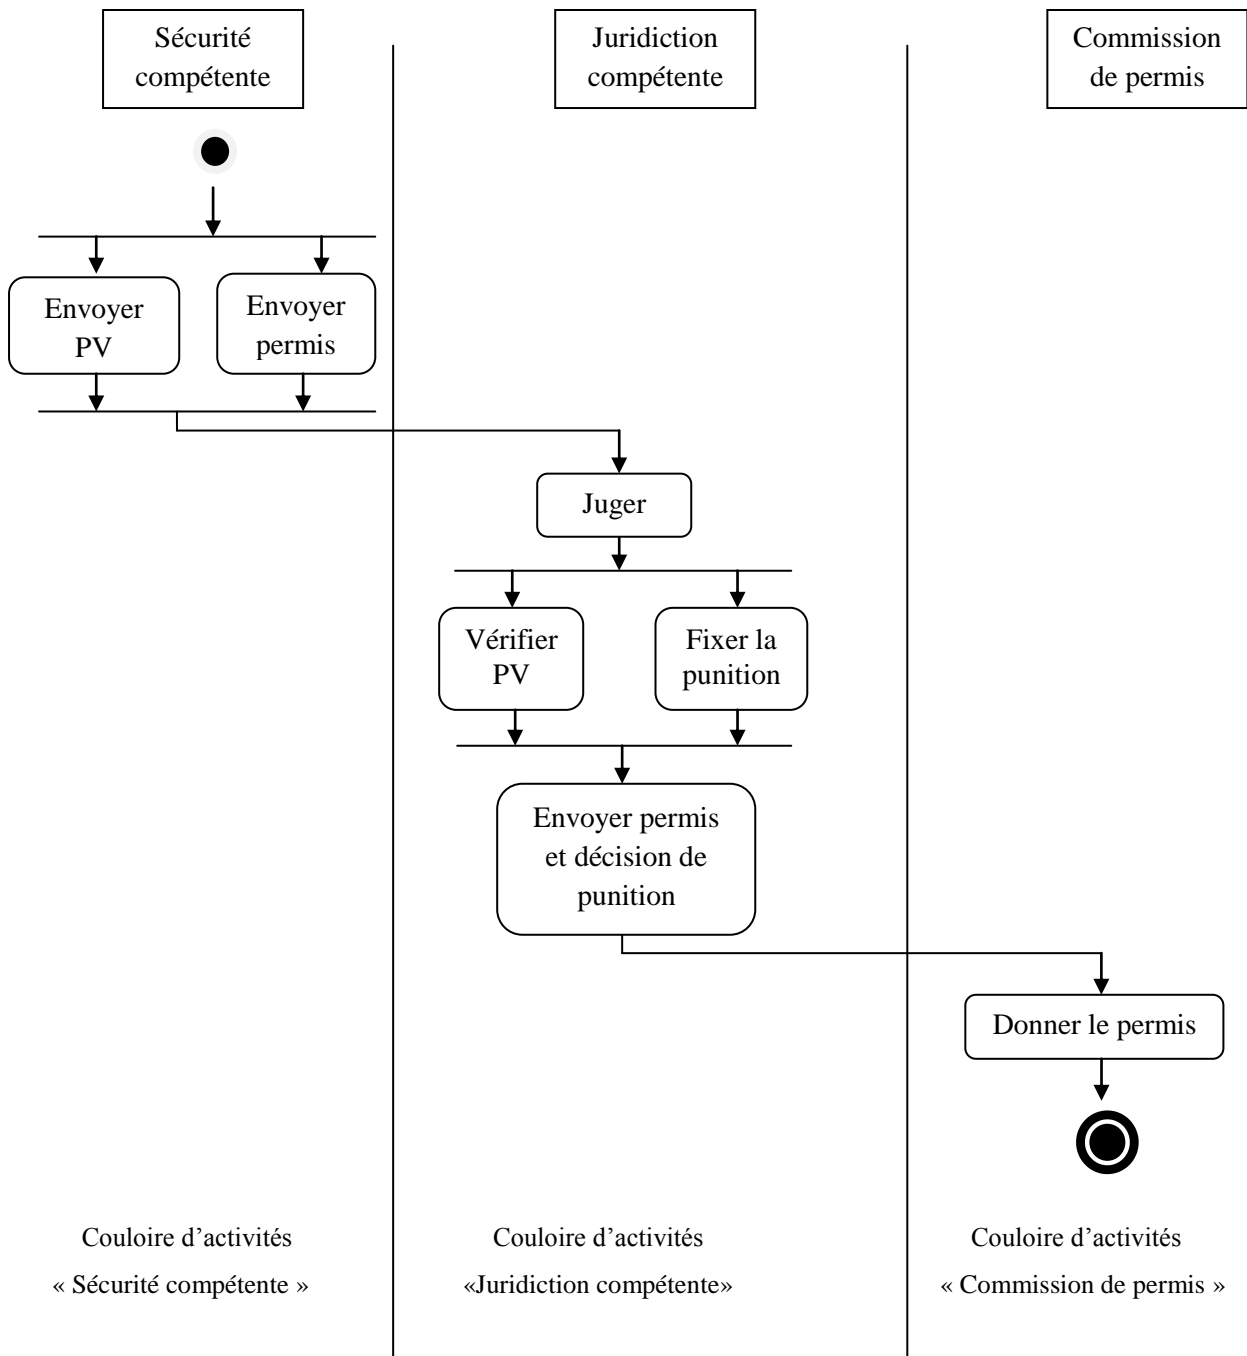 Sécurité
compétente
Juridiction
compétente
Commission
de permis
Envoyer
PV
Envoyer
permis
Juger
Vérifier
PV
Fixer la
punition
Envoyer permis
et décision de
punition
Donner le permis
Couloire d’activités
« Sécurité compétente »
Couloire d’activités
«Juridiction compétente»
Couloire d’activités
« Commission de permis »